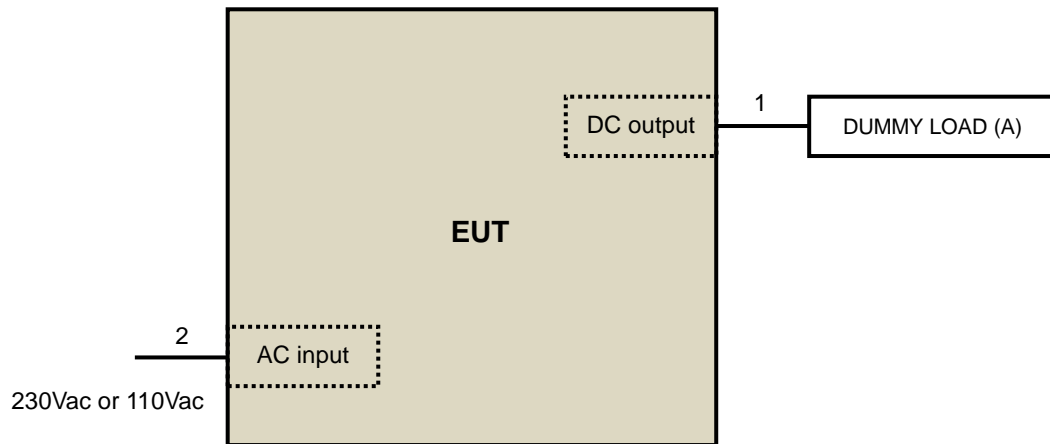 1
DC output
DUMMY LOAD (A)
EUT
2
AC input
230Vac or 110Vac